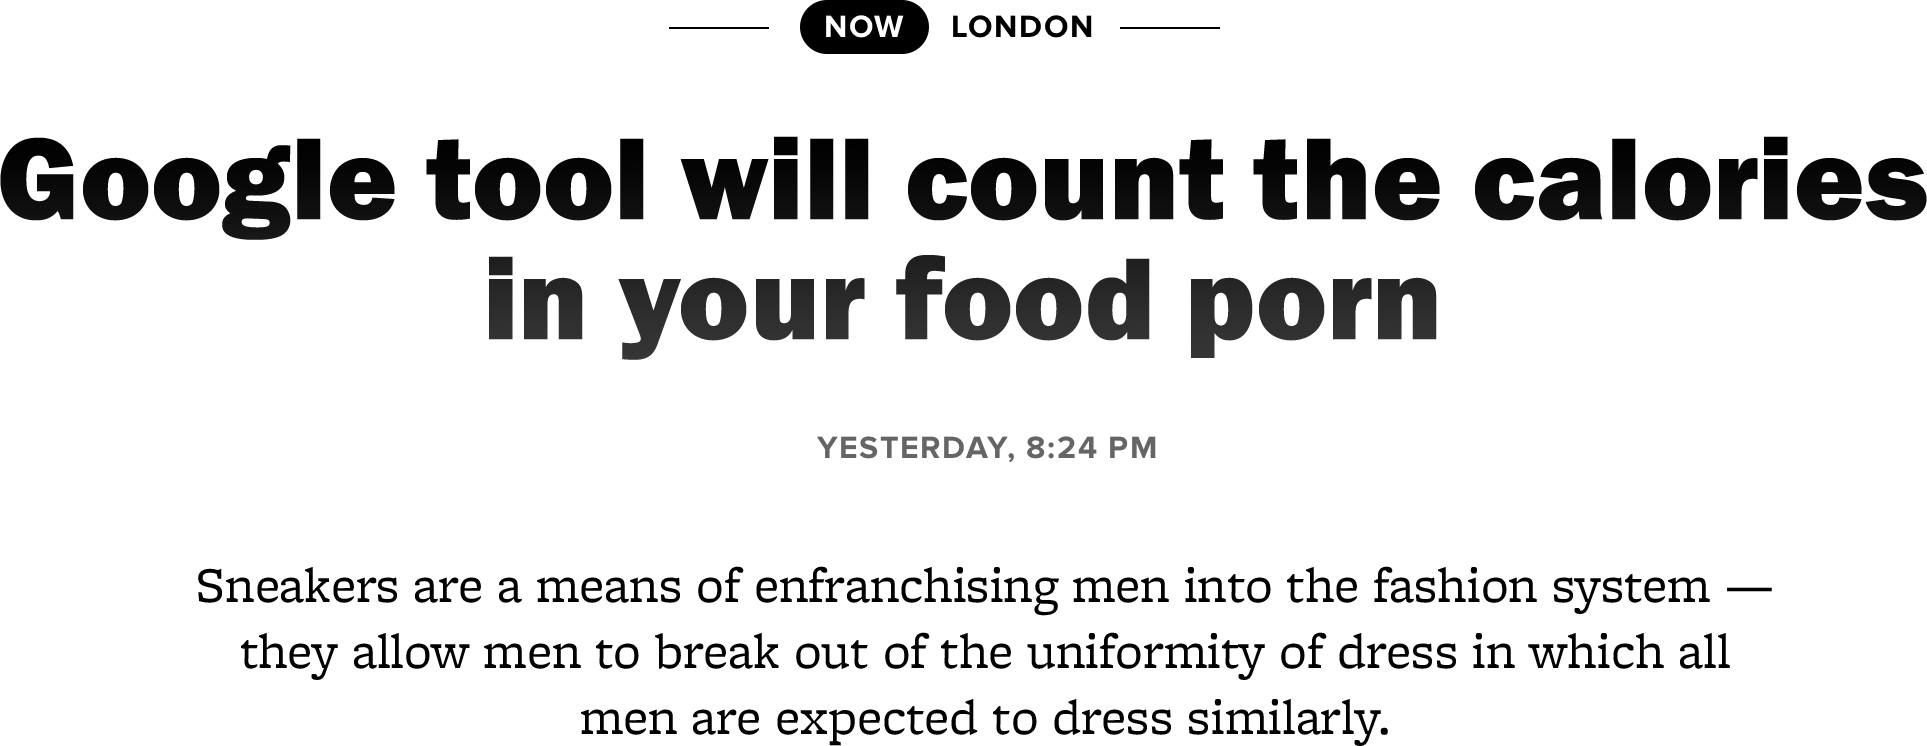 NOW LONDON
Google tool will count the calories
in your food porn
YESTERDAY, 8:24 PM
Sneakers are a means of enfranchising men into the fashion system —
they allow men to break out of the uniformity of dress in which all
men are expected to dress similarly.